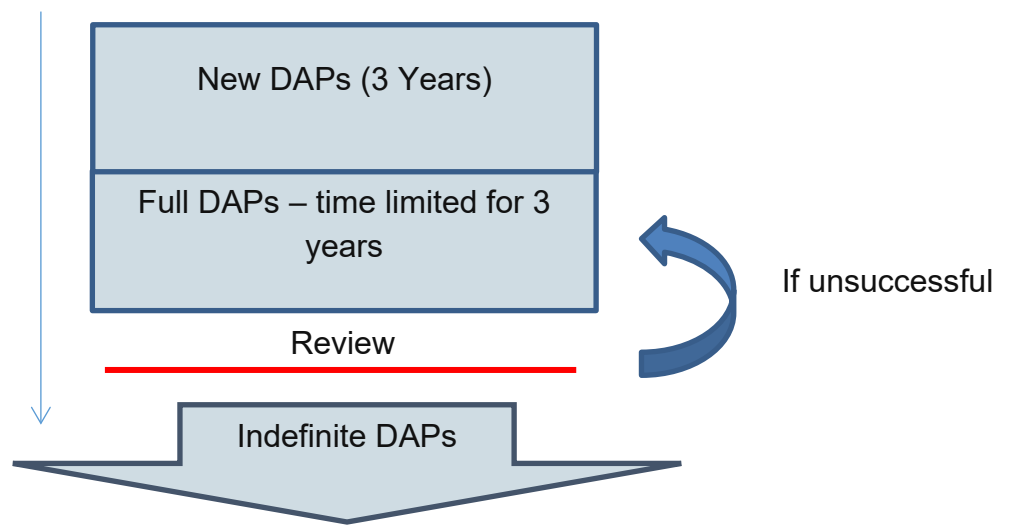 New DAPs (3 Years)
Full DAPs – time limited for 3
years
If unsuccessful
Review
Indefinite DAPs